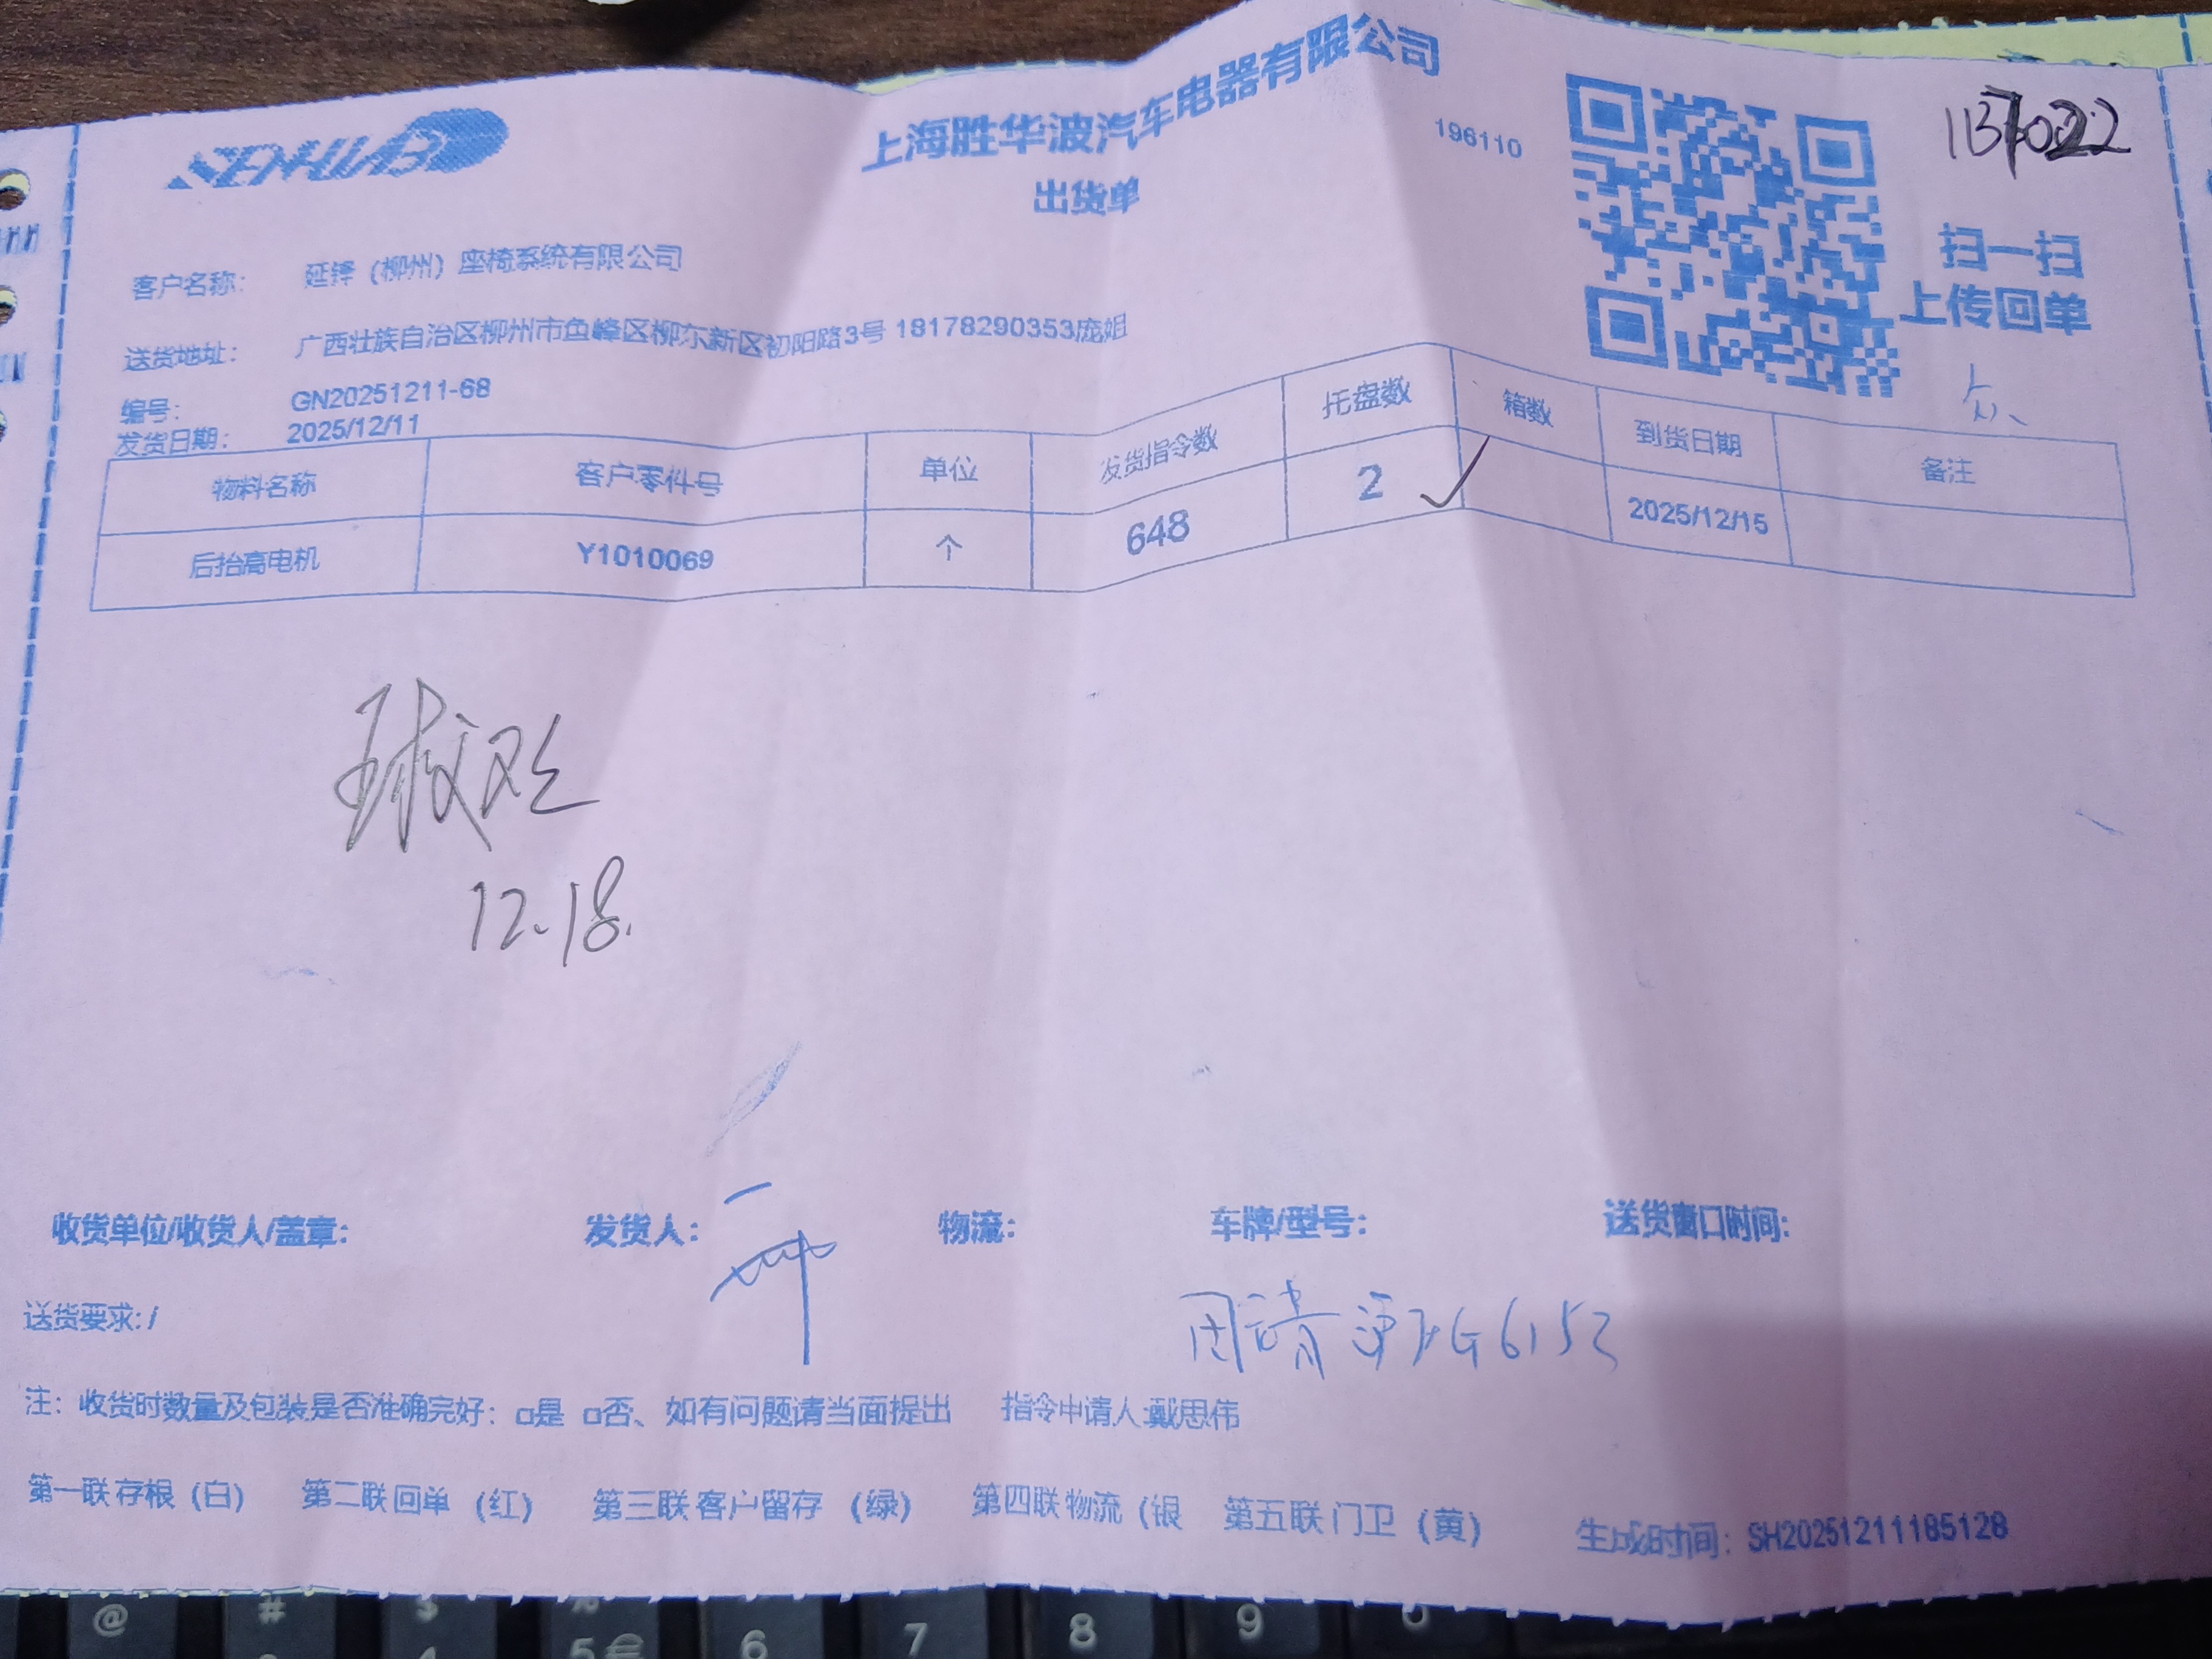 SENHWABO
上海胜华波汽车电器有限公司
196110
出货单
扫一扫
上传回单
客户名称: 延锋（柳州）座椅系统有限公司
送货地址: 广西壮族自治区柳州市鱼峰区柳东新区初阳路3号 18178290353庞姐
编号: GN20251211-68
发货日期: 2025/12/11
物料名称 客户零件号 单位 发货指令数 托盘数 箱数 到货日期 备注
后抬高电机 Y1010069 个 648 2 ✓ 2025/12/15
12.18.
收货单位/收货人/盖章: 发货人: 物流: 车牌/型号: 送货窗口时间:
G6152
送货要求: /
注: 收货时数量及包装是否准确完好: □是 □否、如有问题请当面提出 指令申请人:戴思伟
第一联存根（白） 第二联回单（红） 第三联客户留存（绿） 第四联物流（银 第五联门卫（黄） 生成时间: SH20251211185128
@ # $ %
5 € 6 7 8 9